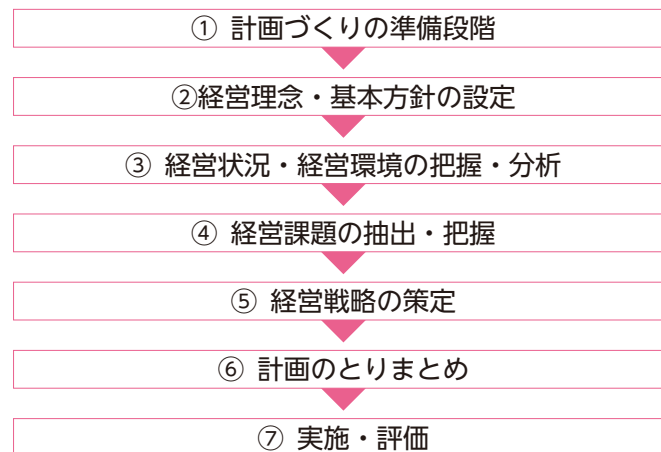 ① 計画づくりの準備段階
②経営理念・基本方針の設定
③ 経営状況・経営環境の把握・分析
④ 経営課題の抽出・把握
⑤ 経営戦略の策定
⑥ 計画のとりまとめ
⑦ 実施・評価